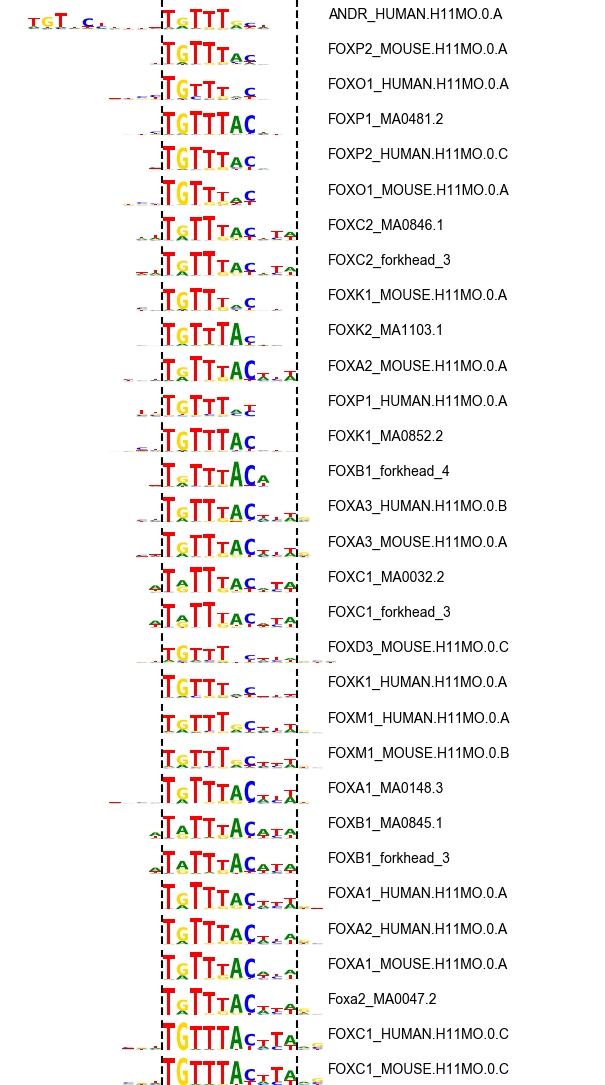 ANDR_HUMAN.H11MO.0.A
FOXP2_MOUSE.H11MO.0.A
FOXO1_HUMAN.H11MO.0.A
FOXP1_MA0481.2
FOXP2_HUMAN.H11MO.0.C
FOXO1_MOUSE.H11MO.0.A
FOXC2_MA0846.1
FOXC2_forkhead_3
FOXK1_MOUSE.H11MO.0.A
FOXK2_MA1103.1
FOXA2_MOUSE.H11MO.0.A
FOXP1_HUMAN.H11MO.0.A
FOXK1_MA0852.2
FOXB1_forkhead_4
FOXA3_HUMAN.H11MO.0.B
FOXA3_MOUSE.H11MO.0.A
FOXC1_MA0032.2
FOXC1_forkhead_3
FOXD3_MOUSE.H11MO.0.C
FOXK1_HUMAN.H11MO.0.A
FOXM1_HUMAN.H11MO.0.A
FOXM1_MOUSE.H11MO.0.B
FOXA1_MA0148.3
FOXB1_MA0845.1
FOXB1_forkhead_3
FOXA1_HUMAN.H11MO.0.A
FOXA2_HUMAN.H11MO.0.A
FOXA1_MOUSE.H11MO.0.A
Foxa2_MA0047.2
FOXC1_HUMAN.H11MO.0.C
FOXC1_MOUSE.H11MO.0.C